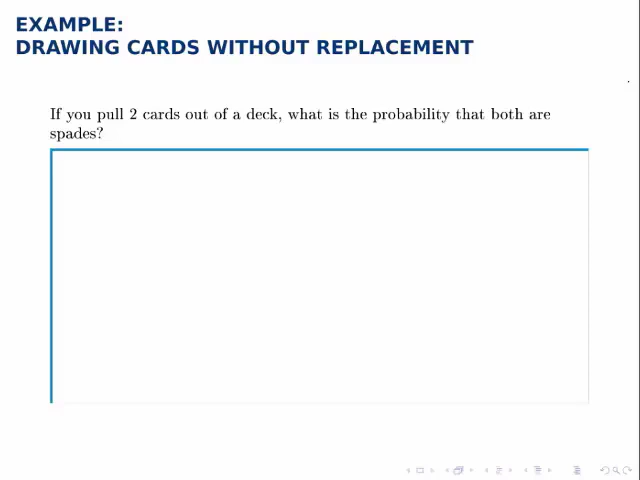 EXAMPLE:
DRAWING CARDS WITHOUT REPLACEMENT
If you pull 2 cards out of a deck, what is the probability that both are
spades?